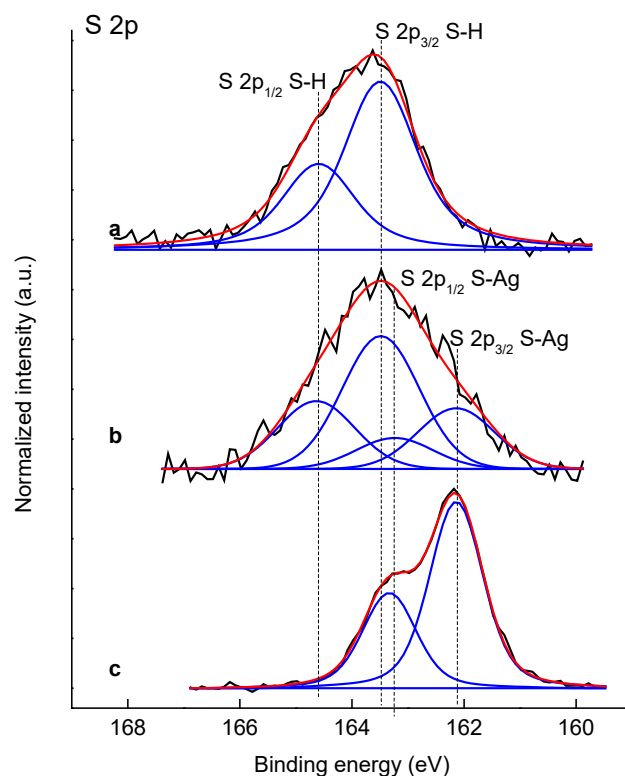 S 2p
S 2p3/2 S-H
S 2p1/2 S-H
a
S 2p1/2 S-Ag
S 2p3/2 S-Ag
b
c
Normalized intensity (a.u.)
168 166 164 162 160
Binding energy (eV)